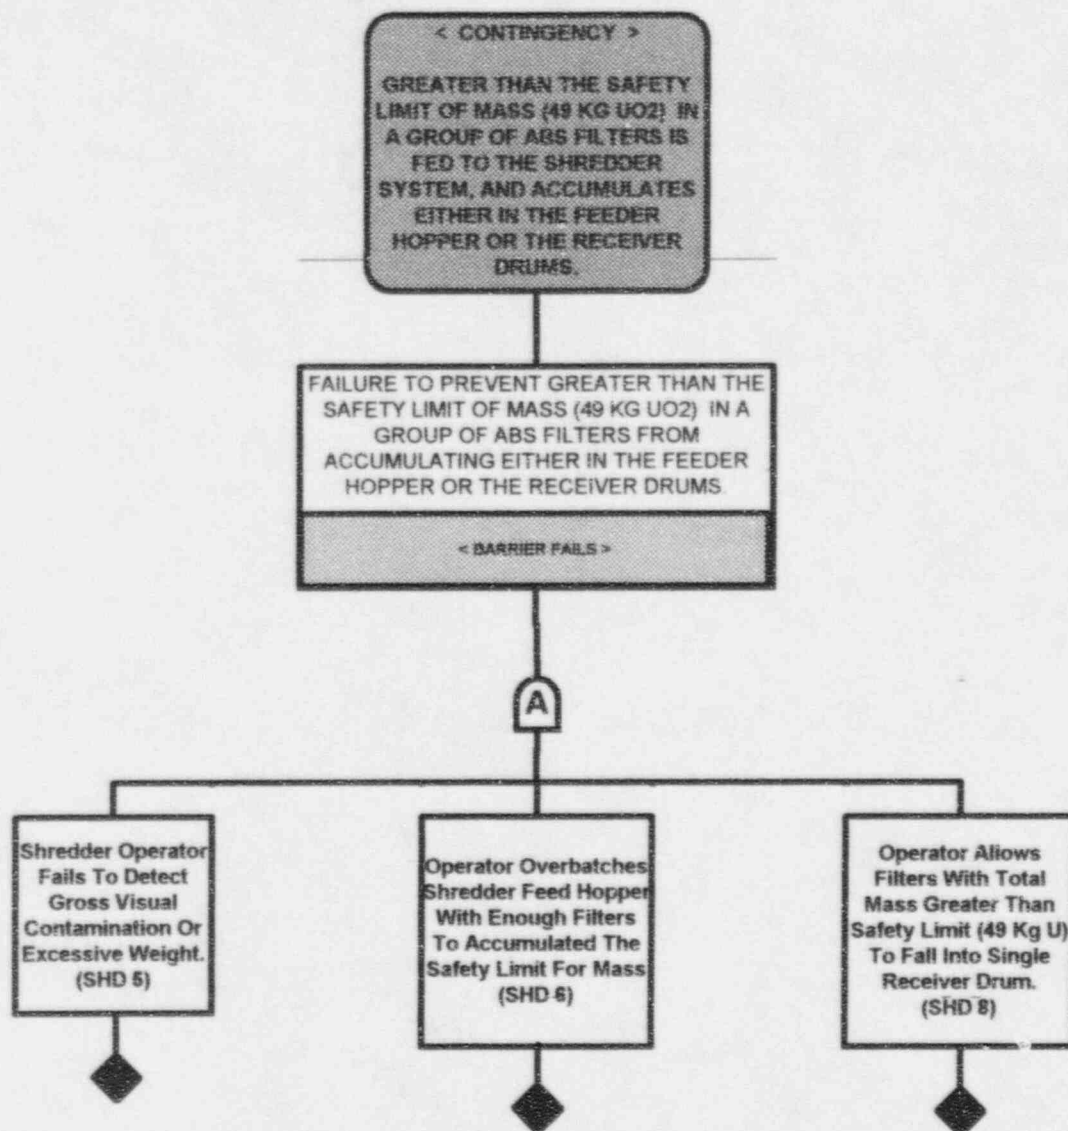 < CONTINGENCY >
GREATER THAN THE SAFETY
LIMIT OF MASS (49 KG UO2) IN
A GROUP OF ABS FILTERS IS
FED TO THE SHREDDER
SYSTEM, AND ACCUMULATES
EITHER IN THE FEEDER
HOPPER OR THE RECEIVER
DRUMS.
FAILURE TO PREVENT GREATER THAN THE
SAFETY LIMIT OF MASS (49 KG UO2) IN A
GROUP OF ABS FILTERS FROM
ACCUMULATING EITHER IN THE FEEDER
HOPPER OR THE RECEIVER DRUMS.
< BARRIER FAILS >
A
Shredder Operator
Fails To Detect
Gross Visual
Contamination Or
Excessive Weight.
(SHD 5)
Operator Overbatches
Shredder Feed Hopper
With Enough Filters
To Accumulated The
Safety Limit For Mass
(SHD 6)
Operator Allows
Filters With Total
Mass Greater Than
Safety Limit (49 Kg U)
To Fall Into Single
Receiver Drum.
(SHD 8)